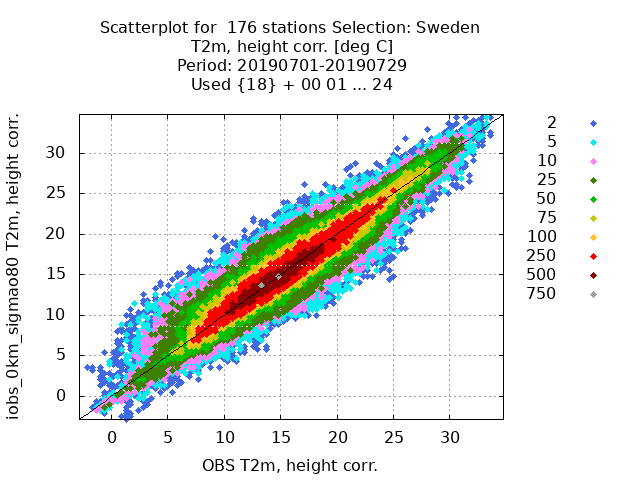 Scatterplot for  176 stations Selection: Sweden
T2m, height corr. [deg C]
Period: 20190701-20190729
Used {18} + 00 01 ... 24
iobs_0km_sigmao80 T2m, height corr.
30
25
20
15
10
5
0
0 5 10 15 20 25 30
OBS T2m, height corr.
2
5
10
25
50
75
100
250
500
750